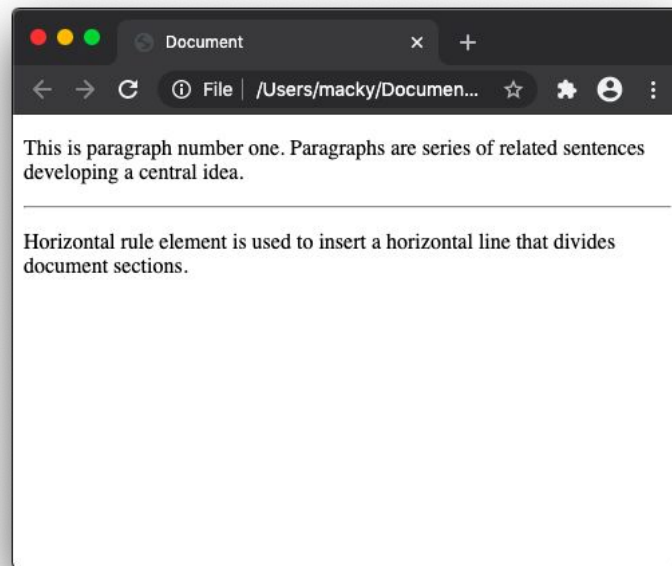 Document
File /Users/macky/Documen...
This is paragraph number one. Paragraphs are series of related sentences
developing a central idea.
Horizontal rule element is used to insert a horizontal line that divides
document sections.